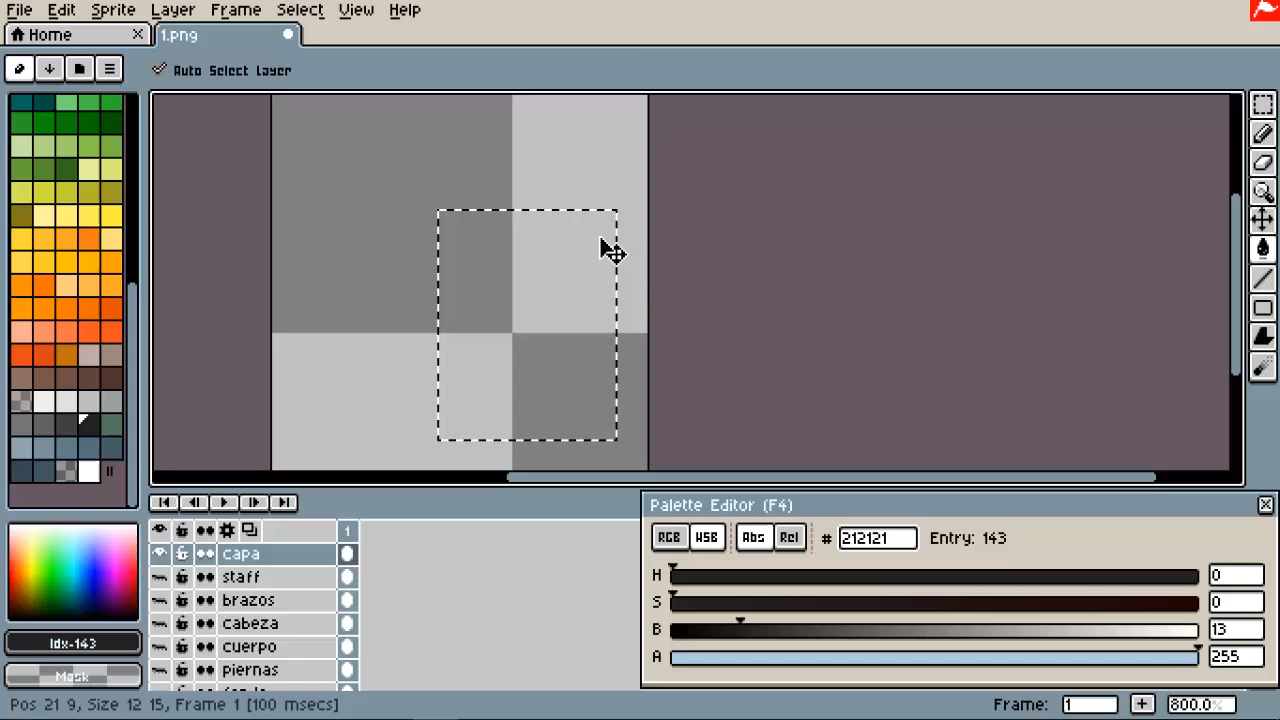 File Edit Sprite Layer Frame Select View Help
Home 1.png
Auto Select Layer
Palette Editor (F4)
RGB HSB Abs Rel # 212121 Entry: 143
H 0
S 0
B 13
A 255
1
capa
staff
brazos
cabeza
cuerpo
piernas
Idx-143
Mask
Pos 21 9, Size 12 15, Frame 1 [100 msecs] Frame: 1 + 800.0%